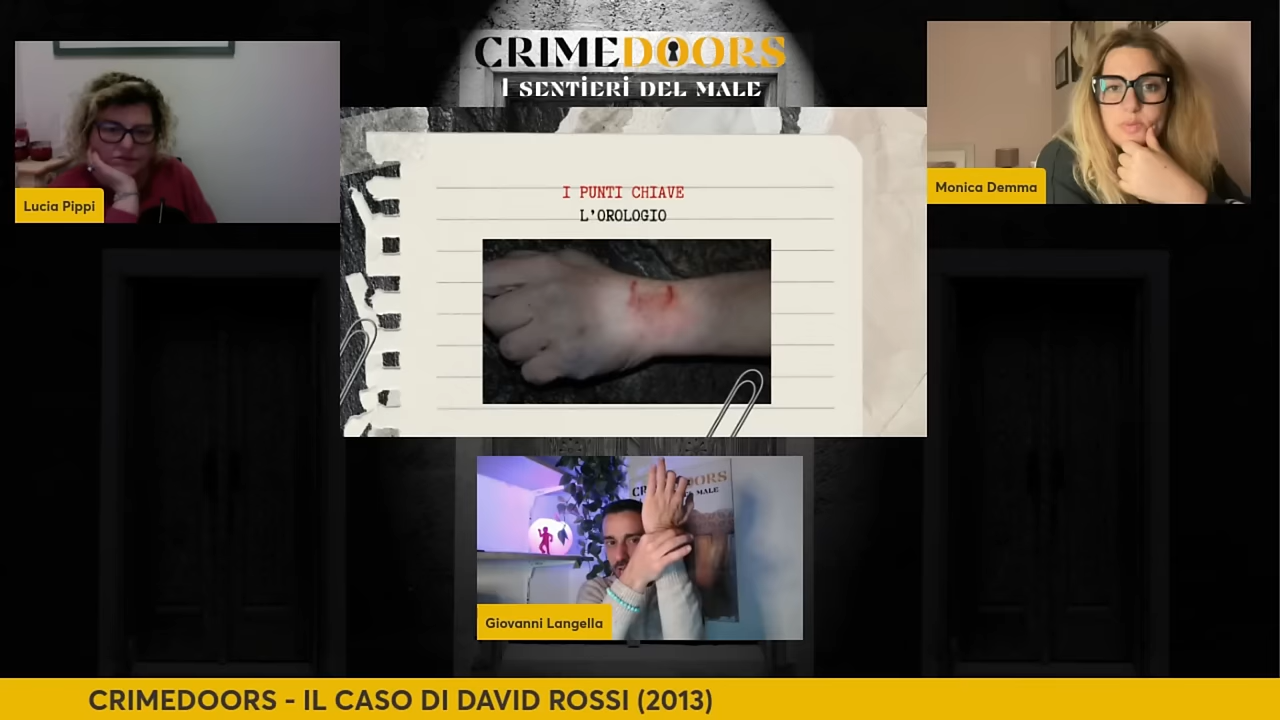 CRIMEDOORS
I SENTIERI DEL MALE
Lucia Pippi
Monica Demma
I PUNTI CHIAVE
L'OROLOGIO
Giovanni Langella
CRIMEDOORS - IL CASO DI DAVID ROSSI (2013)